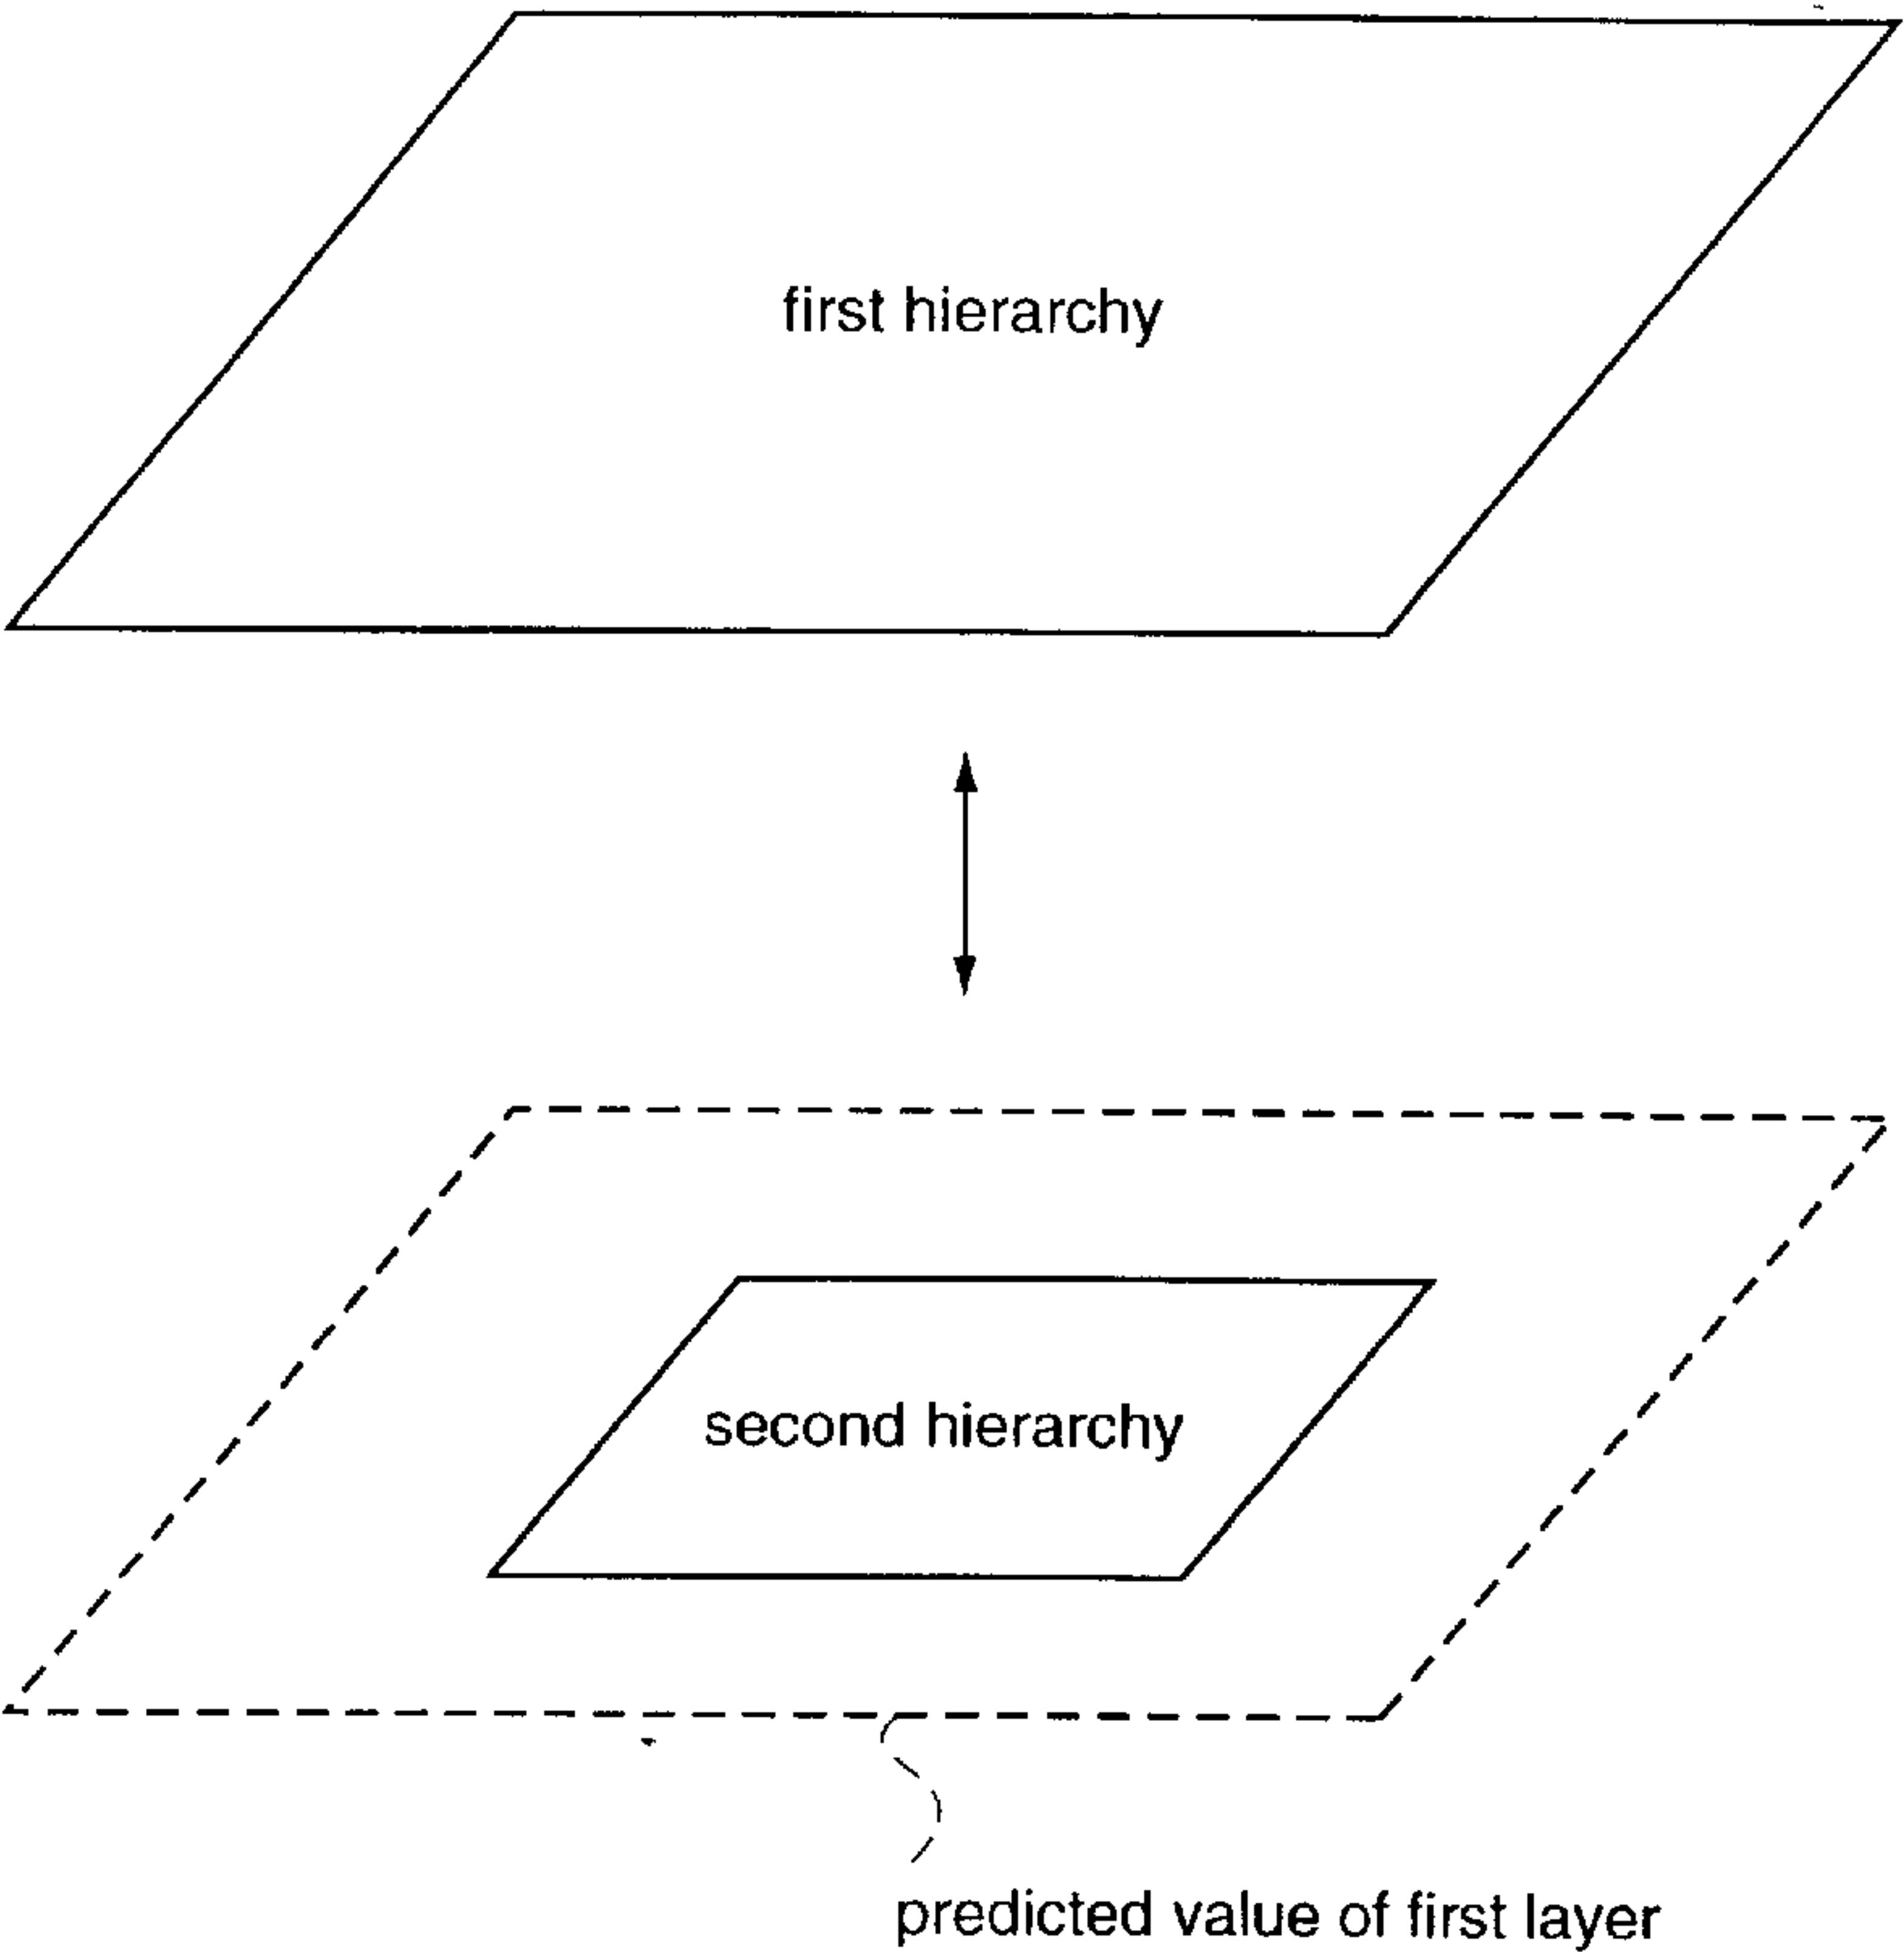 first hierarchy
second hierarchy
predicted value of first layer